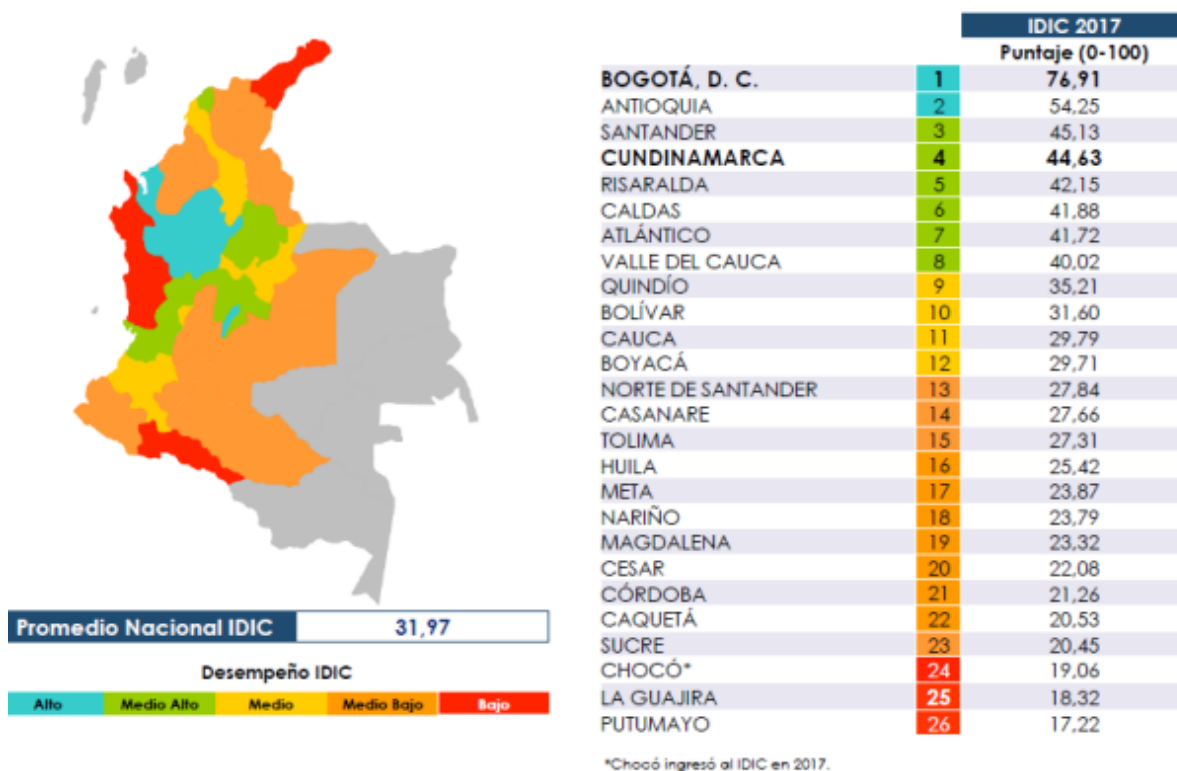 IDIC 2017
Puntaje (0-100)
BOGOTÁ, D. C. 1 76,91
ANTIOQUIA 2 54,25
SANTANDER 3 45,13
CUNDINAMARCA 4 44,63
RISARALDA 5 42,15
CALDAS 6 41,88
ATLÁNTICO 7 41,72
VALLE DEL CAUCA 8 40,02
QUINDÍO 9 35,21
BOLÍVAR 10 31,60
CAUCA 11 29,79
BOYACÁ 12 29,71
NORTE DE SANTANDER 13 27,84
CASANARE 14 27,66
TOLIMA 15 27,31
HUILA 16 25,42
META 17 23,87
NARIÑO 18 23,79
MAGDALENA 19 23,32
CESAR 20 22,08
CÓRDOBA 21 21,26
CAQUETÁ 22 20,53
SUCRE 23 20,45
CHOCÓ* 24 19,06
LA GUAJIRA 25 18,32
PUTUMAYO 26 17,22
*Chocó ingresó al IDIC en 2017.
Promedio Nacional IDIC 31,97
Desempeño IDIC
Alto Medio Alto Medio Medio Bajo Bajo